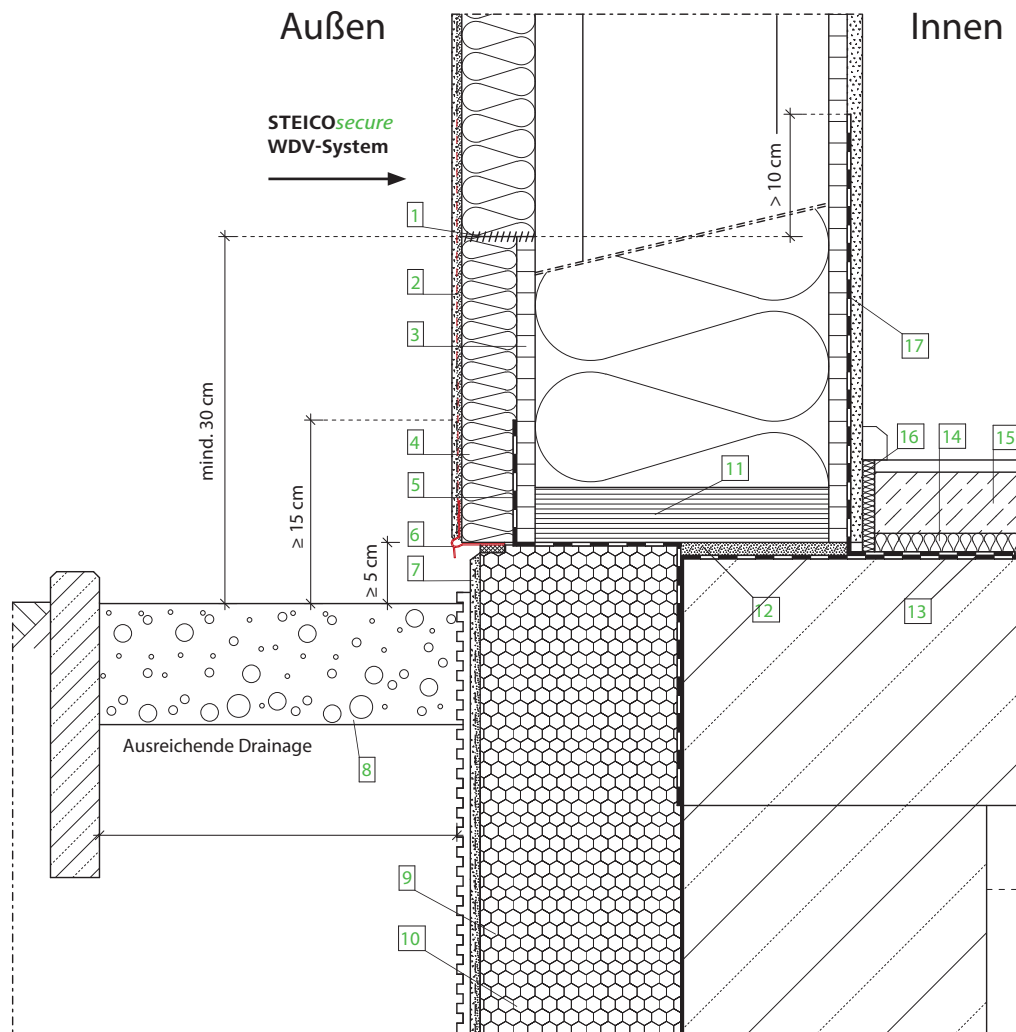 Außen
Innen
STEICOsecure
WDV-System
> 10 cm
1
2
3
17
mind. 30 cm
4
16
14
15
≥ 15 cm
5
11
6
≥ 5 cm
7
12
13
Ausreichende Drainage
8
9
10